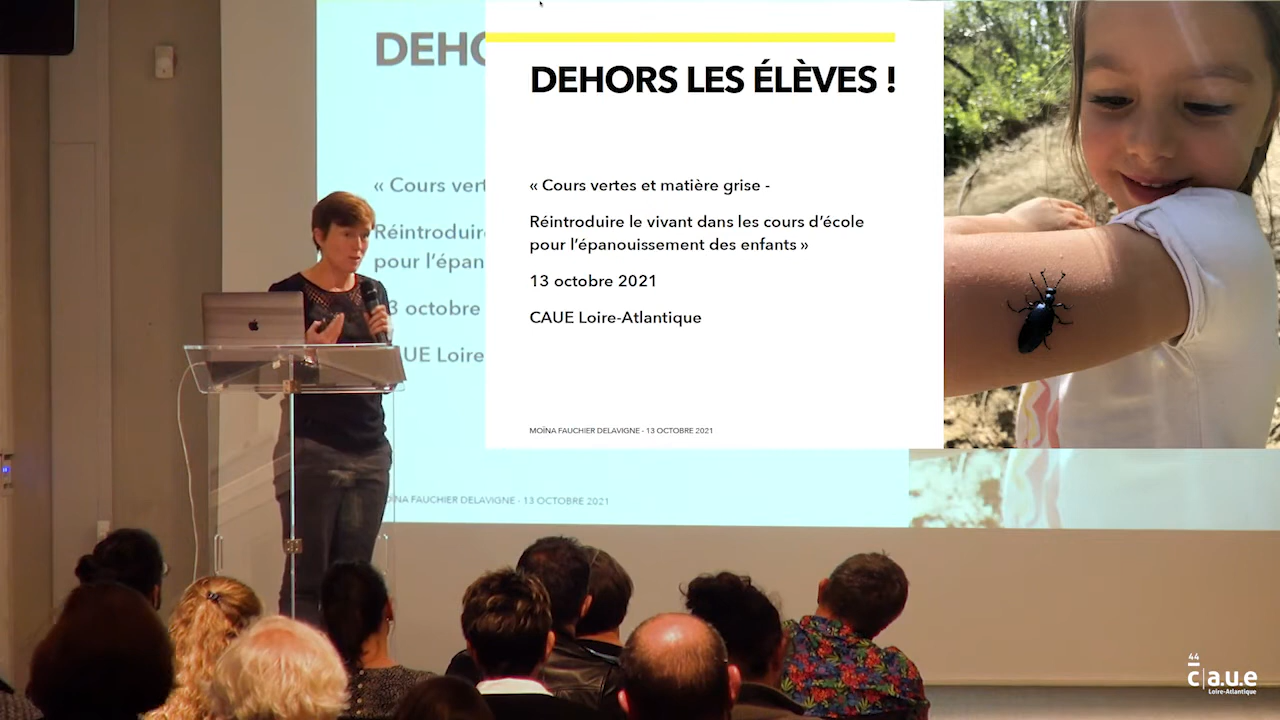 DEHO
DEHORS LES ÉLÈVES !
« Cours vert
« Cours vertes et matière grise -
Réintroduire
Réintroduire le vivant dans les cours d'école
pour l'épan
pour l'épanouissement des enfants »
3 octobre
13 octobre 2021
AUE Loire
CAUE Loire-Atlantique
MOÏNA FAUCHIER DELAVIGNE - 13 OCTOBRE 2021
NA FAUCHIER DELAVIGNE - 13 OCTOBRE 2021
44
c|a.u.e
Loire-Atlantique